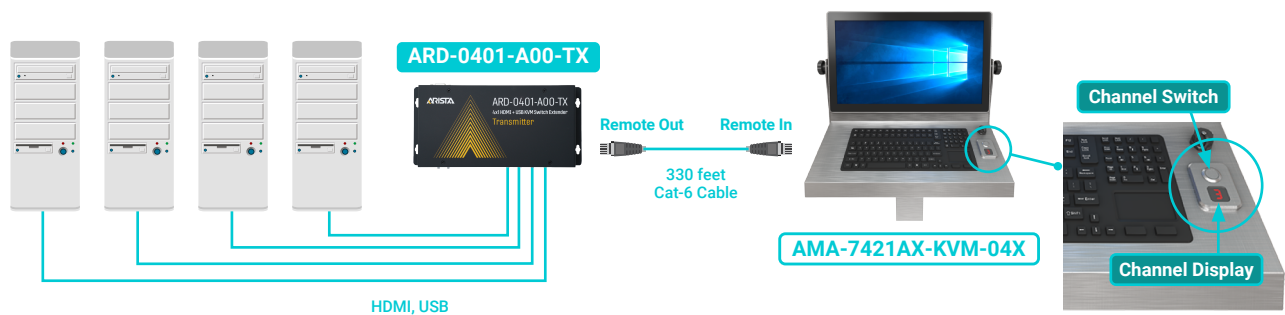 ARD-0401-A00-TX
ARISTA
ARD-0401-A00-TX
4x1 HDMI + USB KVM Switch Extender
Transmitter
Remote Out
Remote In
330 feet
Cat-6 Cable
HDMI, USB
AMA-7421AX-KVM-04X
Channel Switch
3
Channel Display